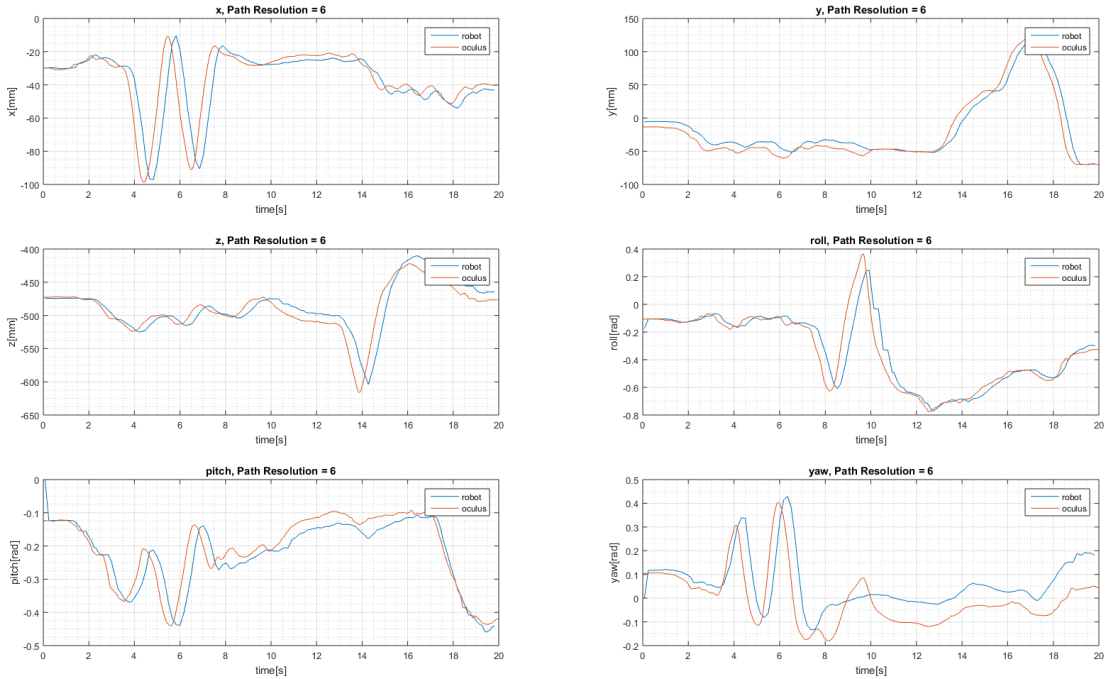 x, Path Resolution = 6
0
-20
-40
-60
-80
-100
x[mm]
robot
oculus
0 2 4 6 8 10 12 14 16 18 20
time[s]
y, Path Resolution = 6
150
100
50
0
-50
-100
y[mm]
robot
oculus
0 2 4 6 8 10 12 14 16 18 20
time[s]
z, Path Resolution = 6
-400
-450
-500
-550
-600
-650
z[mm]
robot
oculus
0 2 4 6 8 10 12 14 16 18 20
time[s]
roll, Path Resolution = 6
0.4
0.2
0
-0.2
-0.4
-0.6
-0.8
roll[rad]
robot
oculus
0 2 4 6 8 10 12 14 16 18 20
time[s]
pitch, Path Resolution = 6
0
-0.1
-0.2
-0.3
-0.4
-0.5
pitch[rad]
robot
oculus
0 2 4 6 8 10 12 14 16 18 20
time[s]
yaw, Path Resolution = 6
0.5
0.4
0.3
0.2
0.1
0
-0.1
-0.2
yaw[rad]
robot
oculus
0 2 4 6 8 10 12 14 16 18 20
time[s]